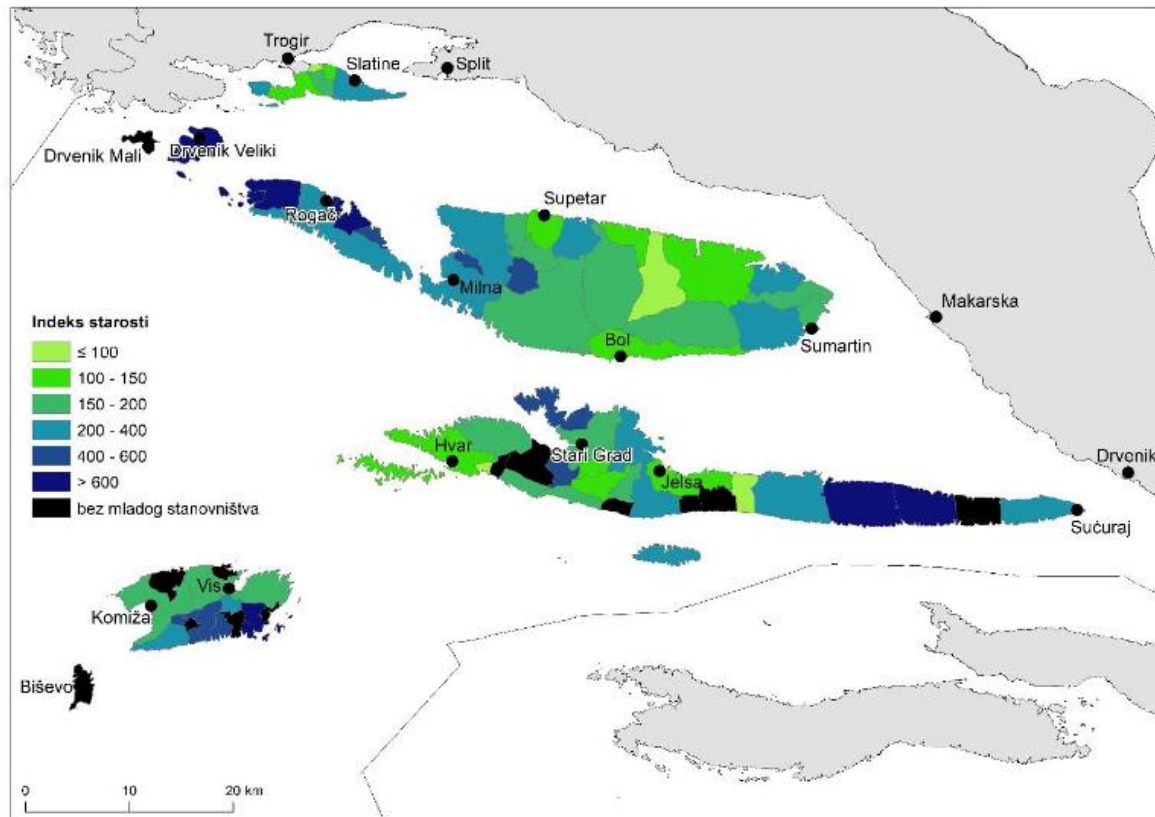 Trogir
Slatine
Split
Drvenik Mali
Drvenik Veliki
Rogač
Supetar
Milna
Makarska
Bol
Sumartin
Indeks starosti
≤ 100
100 - 150
150 - 200
200 - 400
400 - 600
> 600
bez mladog stanovništva
Hvar
Stari Grad
Jelsa
Drvenik
Sućuraj
Vis
Komiža
Biševo
0 10 20 km